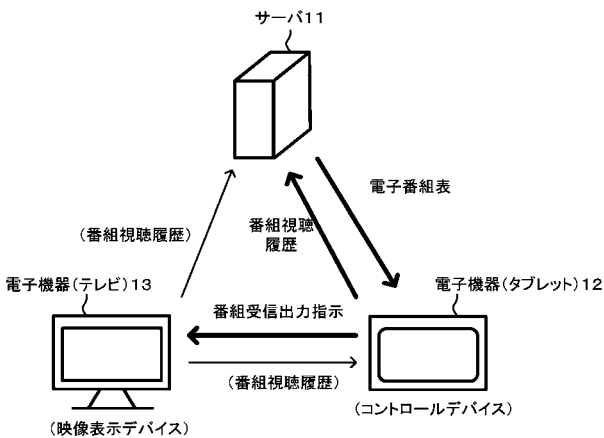 サーバ11
電子番組表
番組視聴
履歴
(番組視聴履歴)
電子機器(テレビ)13
番組受信出力指示
電子機器(タブレット)12
(番組視聴履歴)
(映像表示デバイス)
(コントロールデバイス)